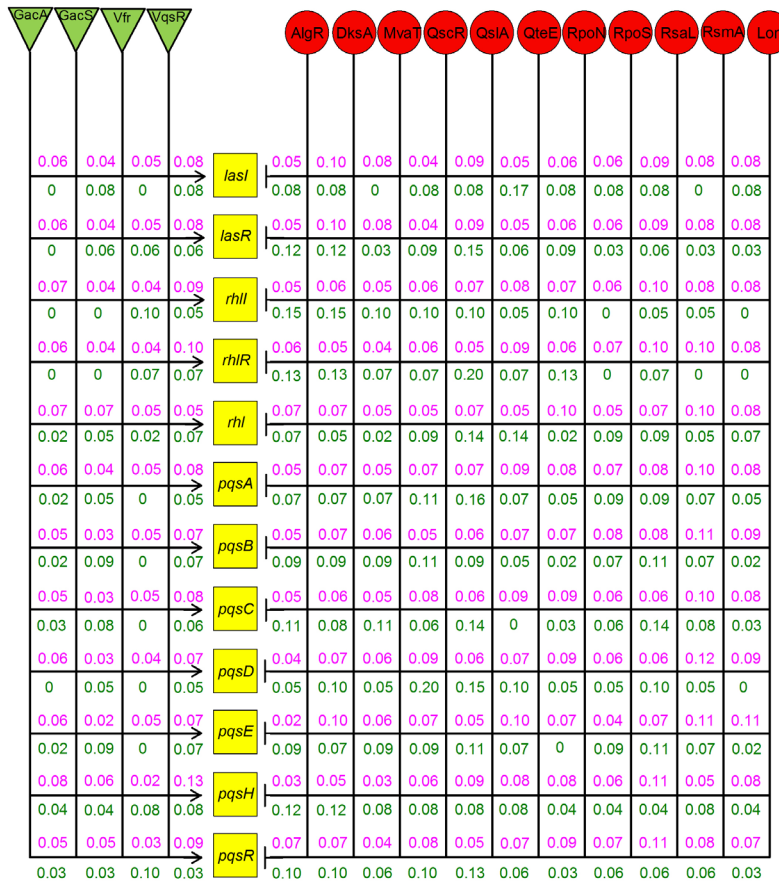 GacA GacS Vfr VqsR AlgR DksA MvaT QscR QslA QteE RpoN RpoS RsaL RsmA Lon
0.06 0.04 0.05 0.08 0.05 0.10 0.08 0.04 0.09 0.05 0.06 0.06 0.09 0.08 0.08
lasI
0 0.08 0 0.08 0.08 0.08 0 0.08 0.08 0.17 0.08 0.08 0.08 0 0.08
0.06 0.04 0.05 0.08 0.05 0.10 0.08 0.04 0.09 0.05 0.06 0.06 0.09 0.08 0.08
lasR
0 0.06 0.06 0.06 0.12 0.12 0.03 0.09 0.15 0.06 0.09 0.03 0.06 0.03 0.03
0.07 0.04 0.04 0.09 0.05 0.06 0.05 0.06 0.07 0.08 0.07 0.06 0.10 0.08 0.08
rhlI
0 0 0.10 0.05 0.15 0.15 0.10 0.10 0.10 0.05 0.10 0 0.05 0.05 0
0.06 0.04 0.04 0.10 0.06 0.05 0.04 0.06 0.05 0.09 0.06 0.07 0.10 0.10 0.08
rhlR
0 0 0.07 0.07 0.13 0.13 0.07 0.07 0.20 0.07 0.13 0 0.07 0 0
0.07 0.07 0.05 0.05 0.07 0.07 0.05 0.05 0.07 0.05 0.10 0.05 0.07 0.10 0.08
rhl
0.02 0.05 0.02 0.07 0.07 0.05 0.02 0.09 0.14 0.14 0.02 0.09 0.09 0.05 0.07
0.06 0.04 0.05 0.08 0.05 0.07 0.05 0.07 0.07 0.09 0.08 0.07 0.08 0.10 0.08
pqsA
0.02 0.05 0 0.05 0.07 0.07 0.07 0.11 0.16 0.07 0.05 0.09 0.09 0.07 0.05
0.05 0.03 0.05 0.07 0.05 0.07 0.06 0.05 0.06 0.07 0.07 0.08 0.08 0.11 0.09
pqsB
0.02 0.09 0 0.07 0.09 0.09 0.09 0.11 0.09 0.05 0.02 0.07 0.11 0.07 0.02
0.05 0.03 0.05 0.08 0.05 0.06 0.05 0.08 0.06 0.09 0.09 0.06 0.06 0.10 0.08
pqsC
0.03 0.08 0 0.06 0.11 0.08 0.11 0.06 0.14 0 0.03 0.06 0.14 0.08 0.03
0.06 0.03 0.04 0.07 0.04 0.07 0.06 0.09 0.06 0.07 0.09 0.06 0.06 0.12 0.09
pqsD
0 0.05 0 0.05 0.05 0.10 0.05 0.20 0.15 0.10 0.05 0.05 0.10 0.05 0
0.06 0.02 0.05 0.07 0.02 0.10 0.06 0.07 0.05 0.10 0.07 0.04 0.07 0.11 0.11
pqsE
0.02 0.09 0 0.07 0.09 0.07 0.09 0.09 0.11 0.07 0 0.09 0.11 0.07 0.02
0.08 0.06 0.02 0.13 0.03 0.05 0.03 0.06 0.09 0.08 0.08 0.06 0.11 0.05 0.08
pqsH
0.04 0.04 0.08 0.08 0.12 0.12 0.08 0.08 0.08 0.08 0.04 0.04 0.04 0.08 0.04
0.05 0.05 0.03 0.09 0.07 0.07 0.04 0.08 0.05 0.07 0.09 0.07 0.11 0.08 0.07
pqsR
0.03 0.03 0.10 0.03 0.10 0.10 0.06 0.10 0.13 0.06 0.03 0.06 0.06 0.06 0.03